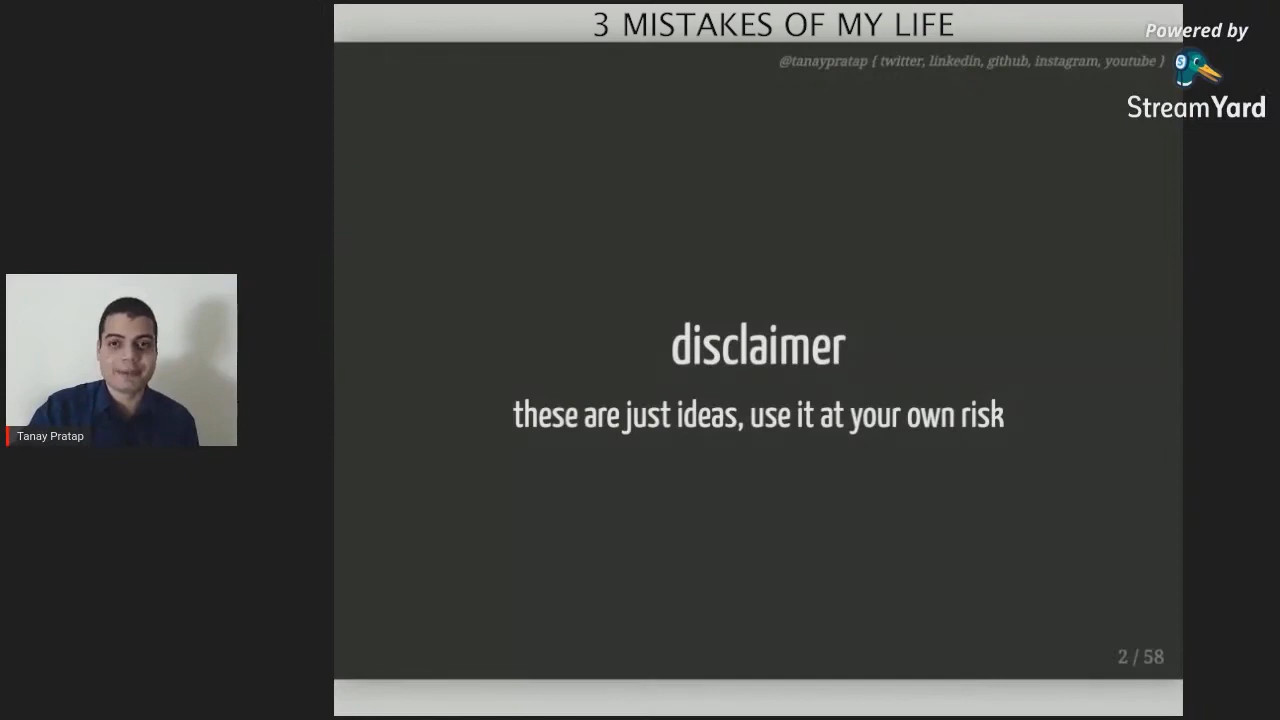 3 MISTAKES OF MY LIFE
Powered by
@tanaypratap { twitter, linkedin, github, instagram, youtube }
S
StreamYard
disclaimer
these are just ideas, use it at your own risk
Tanay Pratap
2 / 58